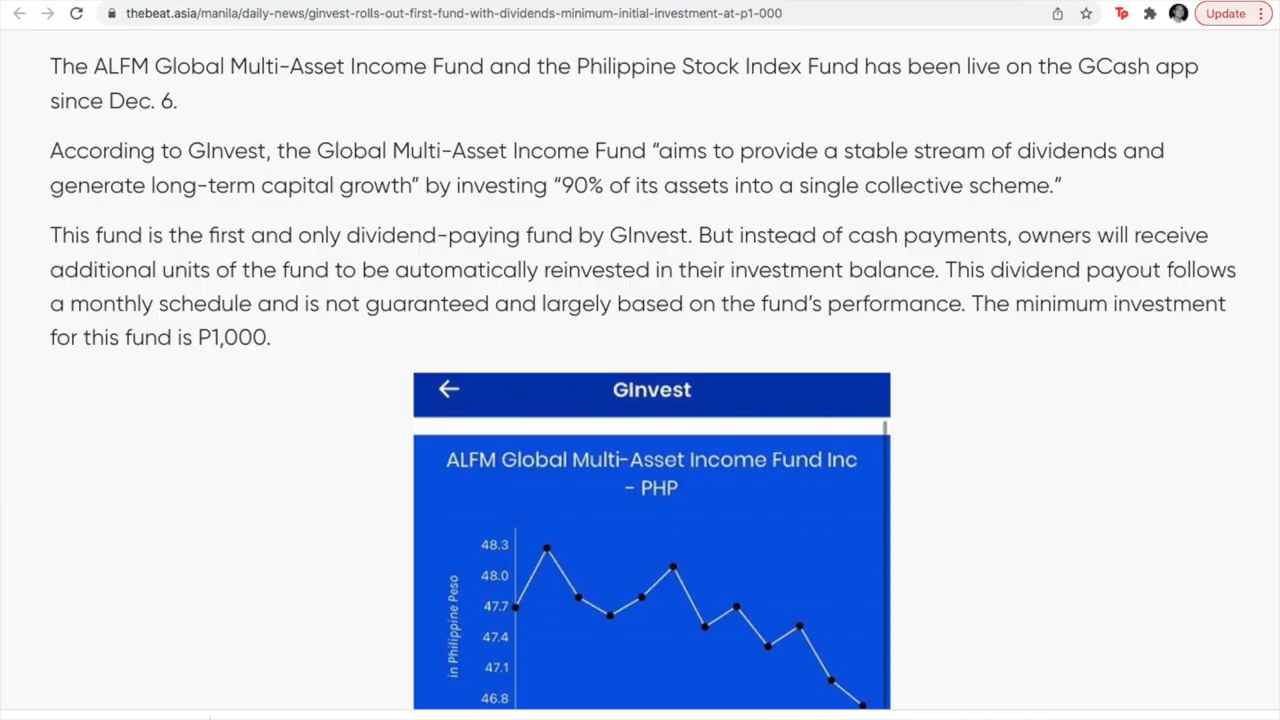 thebeat.asia/manila/daily-news/ginvest-rolls-out-first-fund-with-dividends-minimum-initial-investment-at-p1-000
Tp
Update
The ALFM Global Multi-Asset Income Fund and the Philippine Stock Index Fund has been live on the GCash app
since Dec. 6.
According to GInvest, the Global Multi-Asset Income Fund “aims to provide a stable stream of dividends and
generate long-term capital growth” by investing “90% of its assets into a single collective scheme.”
This fund is the first and only dividend-paying fund by GInvest. But instead of cash payments, owners will receive
additional units of the fund to be automatically reinvested in their investment balance. This dividend payout follows
a monthly schedule and is not guaranteed and largely based on the fund’s performance. The minimum investment
for this fund is P1,000.
GInvest
ALFM Global Multi-Asset Income Fund Inc
- PHP
in Philippine Peso
48.3
48.0
47.7
47.4
47.1
46.8